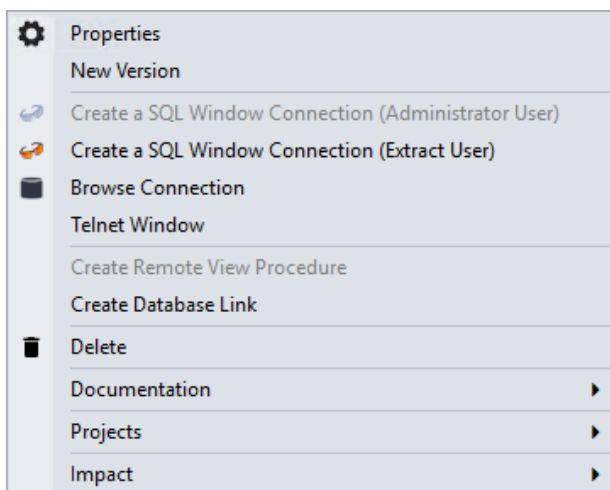 Properties
New Version
Create a SQL Window Connection (Administrator User)
Create a SQL Window Connection (Extract User)
Browse Connection
Telnet Window
Create Remote View Procedure
Create Database Link
Delete
Documentation
Projects
Impact